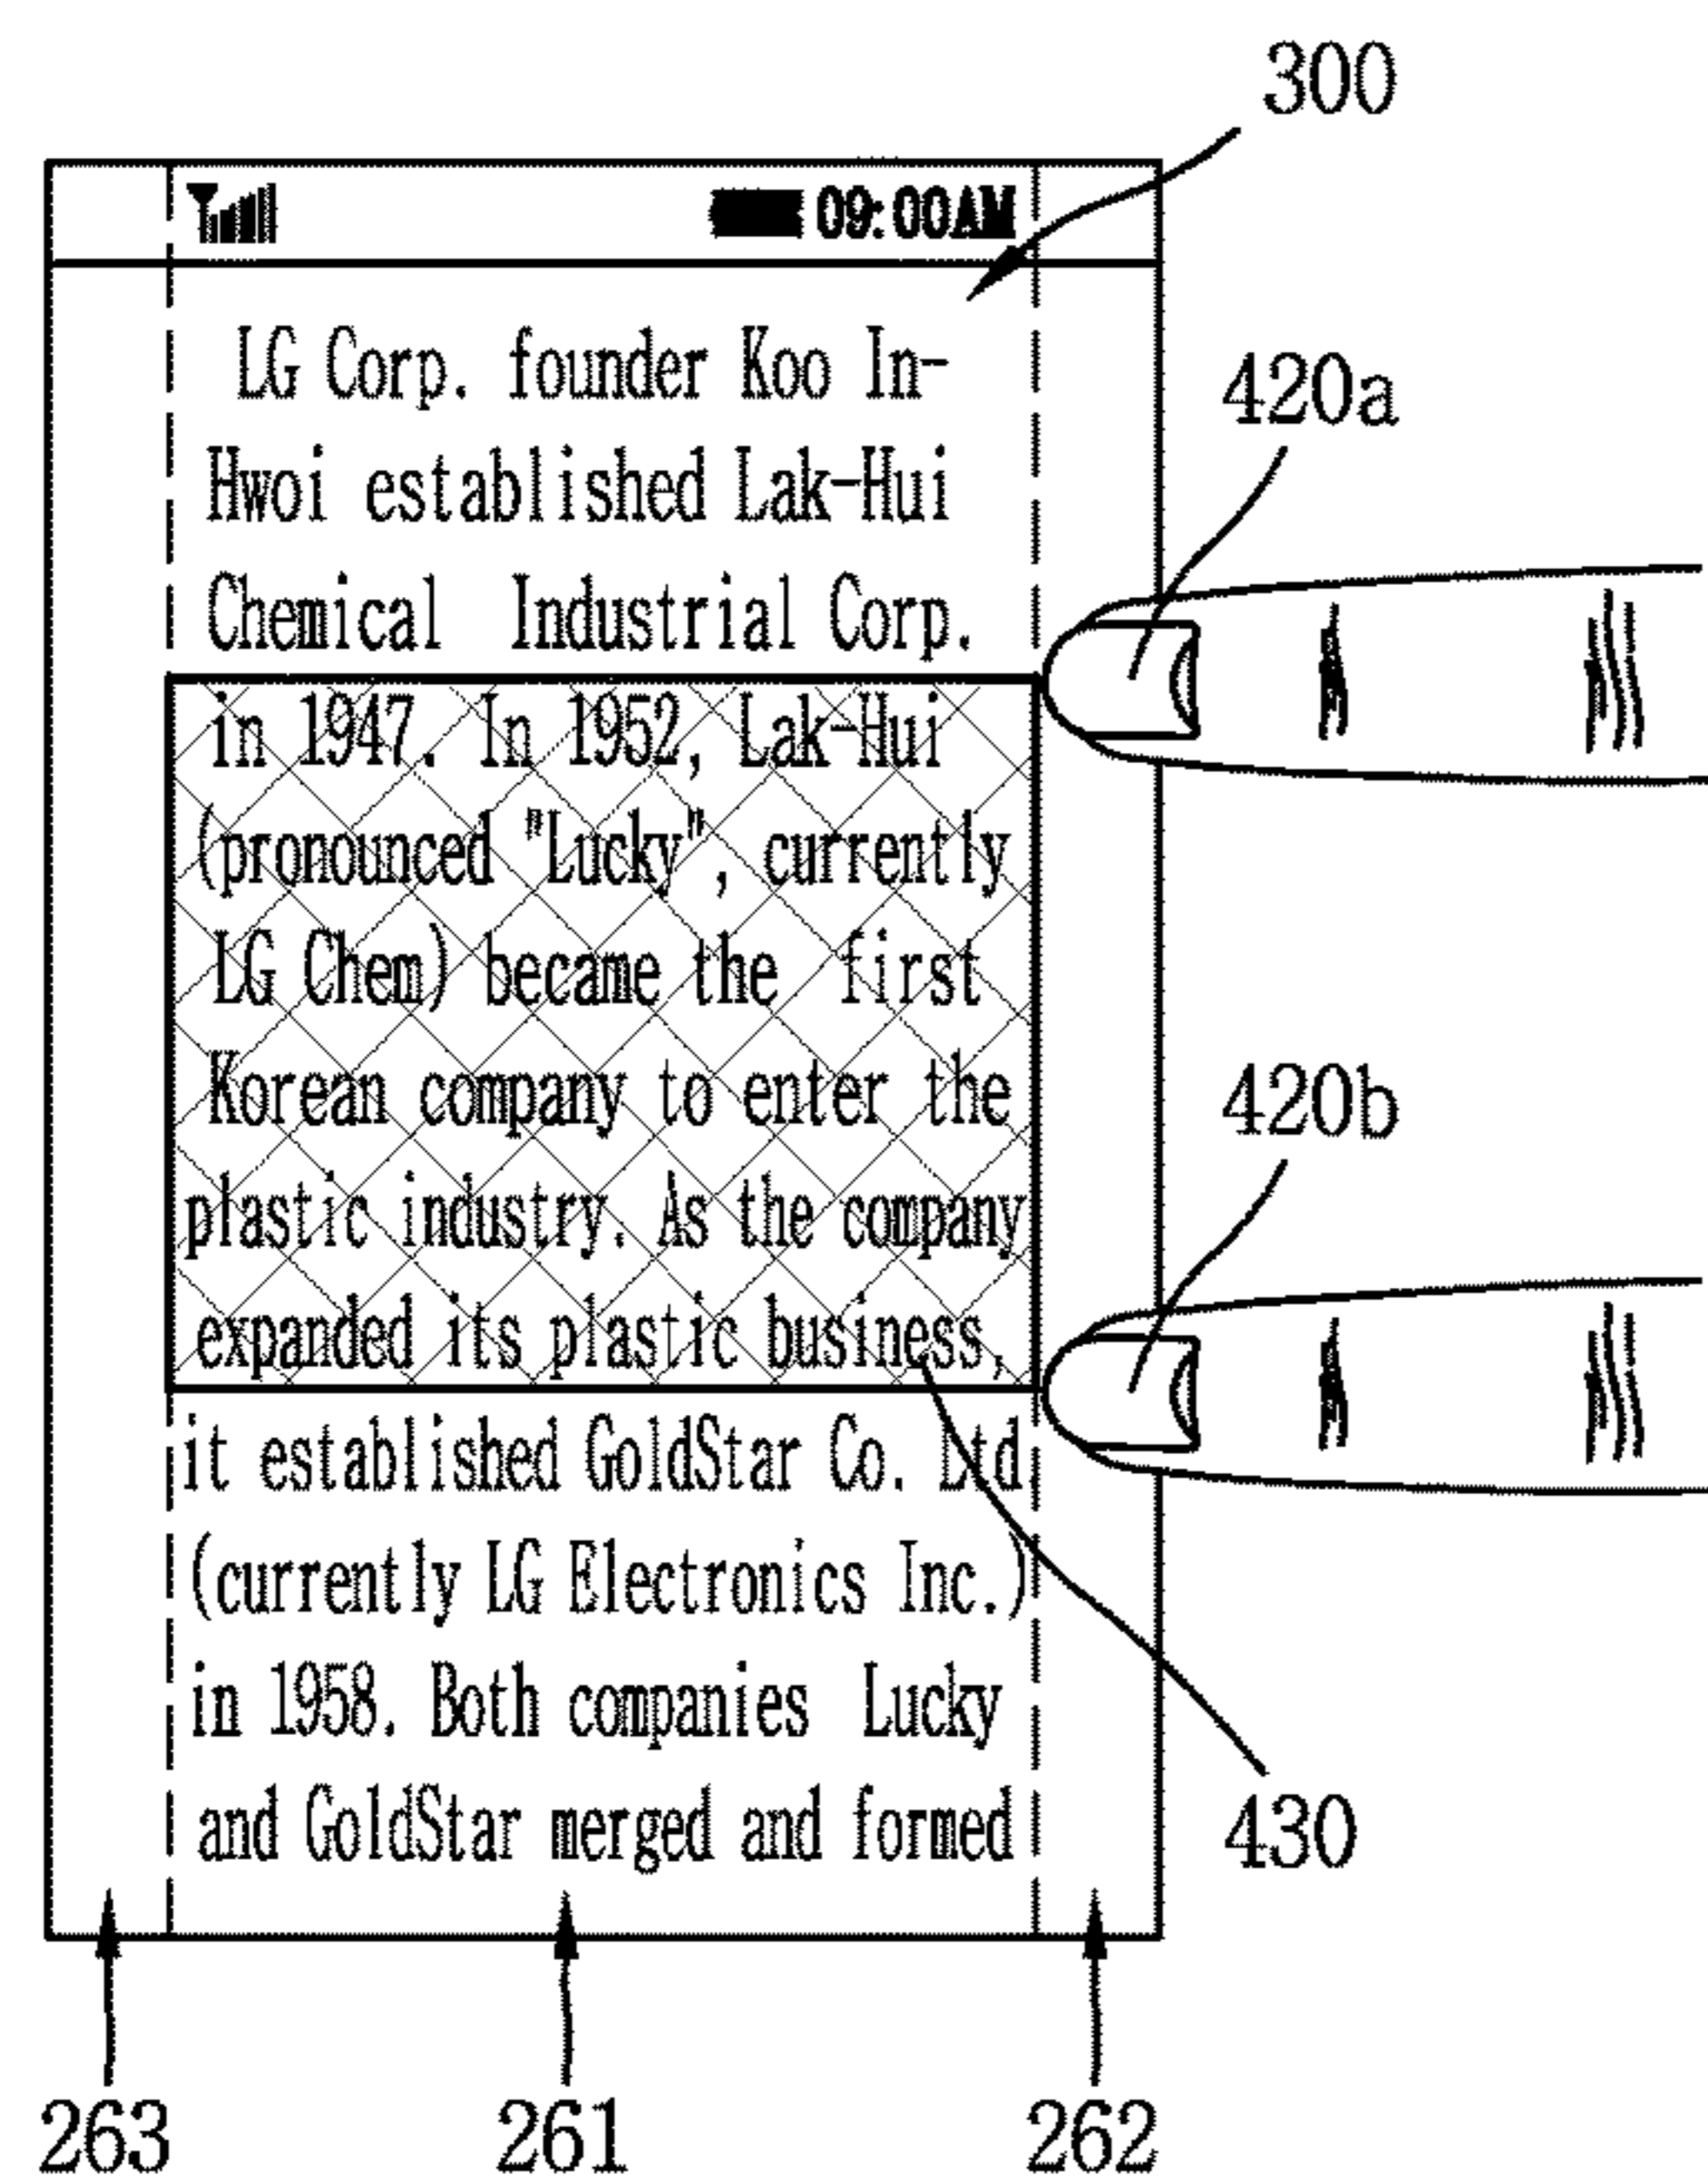 300
09:00AM
LG Corp. founder Koo In-
Hwoi established Lak-Hui
420a
Chemical Industrial Corp.
in 1947. In 1952, Lak-Hui
(pronounced "Lucky", currently
LG Chem) became the first
Korean company to enter the
420b
plastic industry. As the company
expanded its plastic business,
it established GoldStar Co. Ltd.
(currently LG Electronics Inc.)
in 1958. Both companies Lucky
and GoldStar merged and formed
430
263 261 262